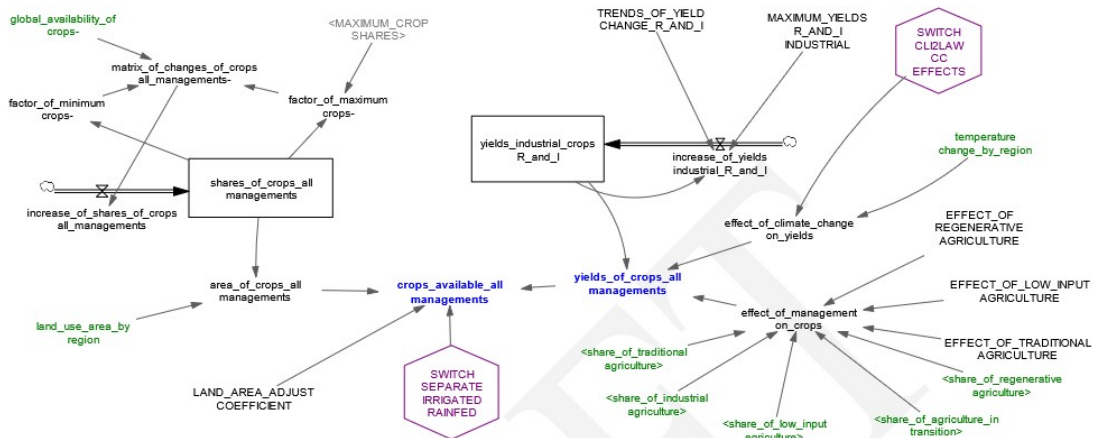 global_availability_of
crops-
<MAXIMUM_CROP
SHARES>
TRENDS_OF_YIELD
CHANGE_R_AND_I
MAXIMUM_YIELDS
R_AND_I
INDUSTRIAL
SWITCH
CLI2LAW
CC
EFFECTS
matrix_of_changes_of_crops
all_managements-
factor_of_minimum
crops-
factor_of_maximum
crops-
yields_industrial_crops
R_and_I
increase_of_yields
industrial_R_and_I
temperature
change_by_region
shares_of_crops_all
managements
increase_of_shares_of_crops
all_managements
effect_of_climate_change
on_yields
EFFECT_OF
REGENERATIVE
AGRICULTURE
area_of_crops_all
managements
crops_available_all
managements
yields_of_crops_all
managements
EFFECT_OF_LOW_INPUT
AGRICULTURE
land_use_area_by
region
effect_of_management
on_crops
EFFECT_OF_TRADITIONAL
AGRICULTURE
<share_of_traditional
agriculture>
<share_of_regenerative
agriculture>
LAND_AREA_ADJUST
COEFFICIENT
SWITCH
SEPARATE
IRRIGATED
RAINFED
<share_of_industrial
agriculture>
<share_of_low_input
agriculture>
<share_of_agriculture_in
transition>